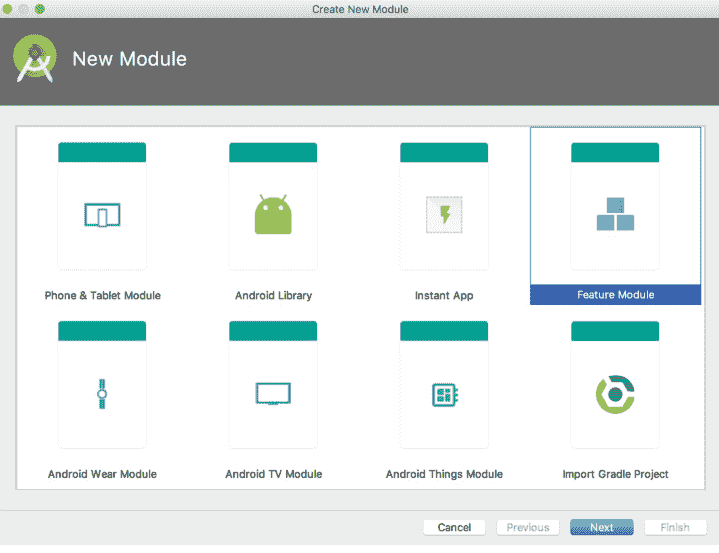 Create New Module
New Module
Phone & Tablet Module
Android Library
Instant App
Feature Module
Android Wear Module
Android TV Module
Android Things Module
Import Gradle Project
Cancel
Previous
Next
Finish